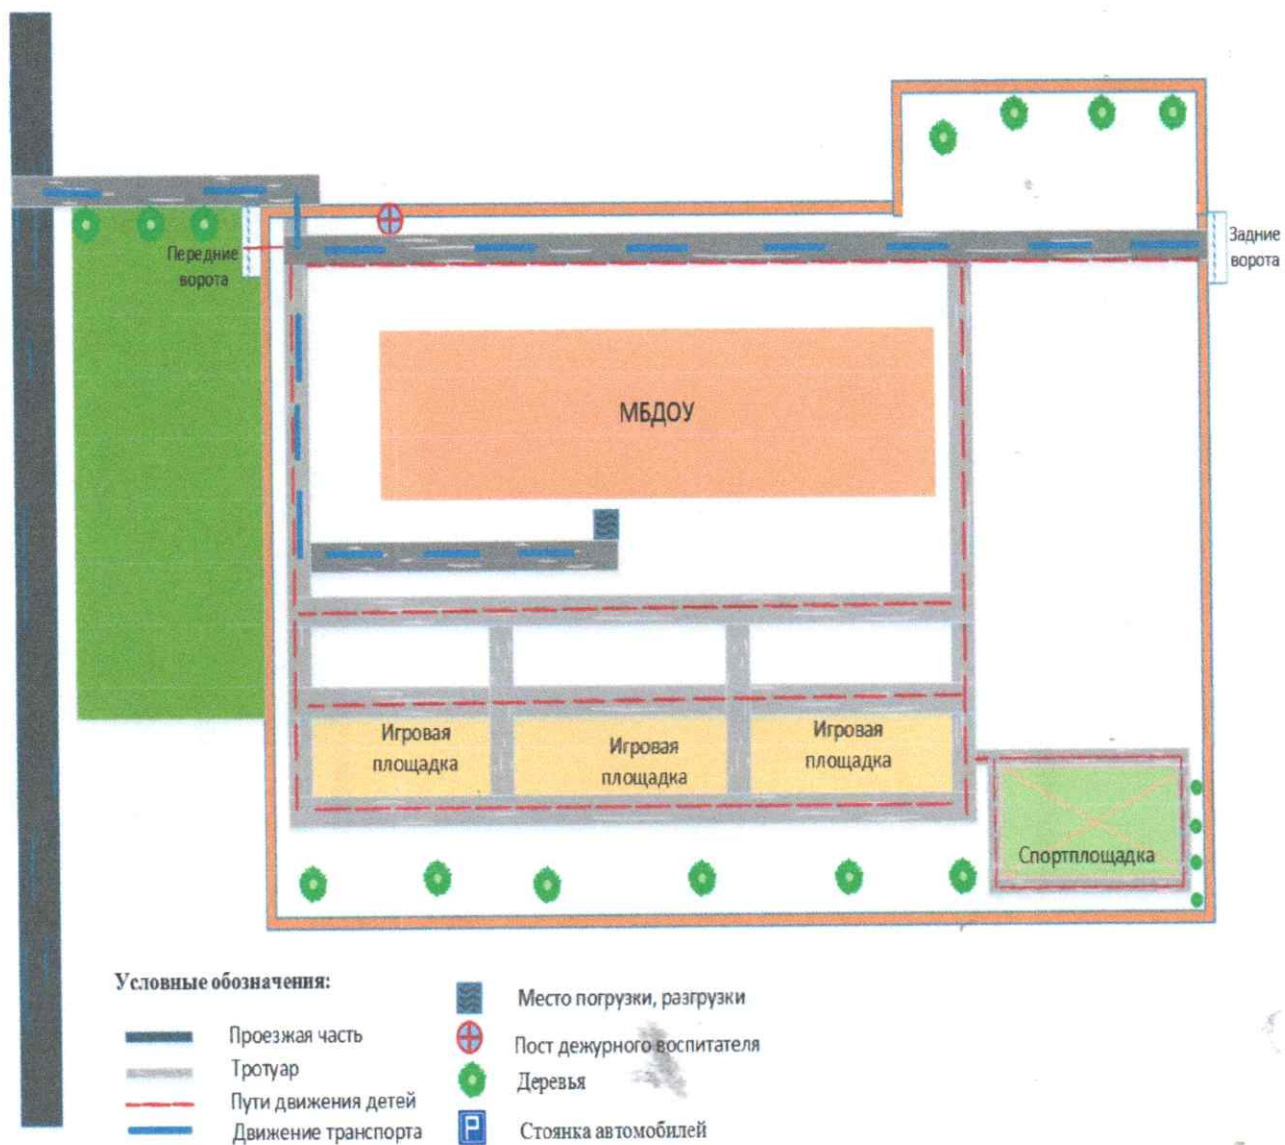 Передние
ворота
Задние
ворота
МБДОУ
Игровая
площадка
Игровая
площадка
Игровая
площадка
Спортплощадка
Условные обозначения:
Проезжая часть
Тротуар
Пути движения детей
Движение транспорта
Место погрузки, разгрузки
Пост дежурного воспитателя
Деревья
P
Стоянка автомобилей